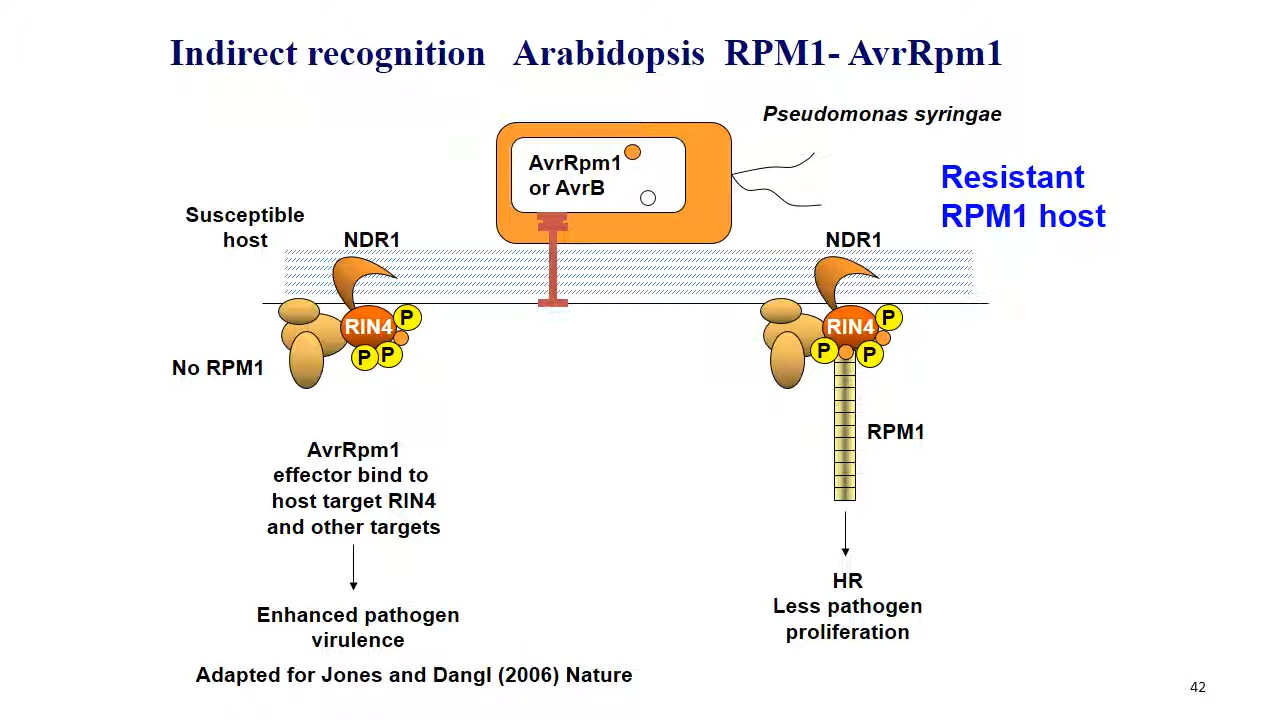 Indirect recognition Arabidopsis RPM1- AvrRpm1
Pseudomonas syringae
AvrRpm1
or AvrB
Resistant
RPM1 host
Susceptible
host
NDR1
NDR1
RIN4
P
P
P
RIN4
P
P
P
No RPM1
RPM1
AvrRpm1
effector bind to
host target RIN4
and other targets
HR
Less pathogen
proliferation
Enhanced pathogen
virulence
Adapted for Jones and Dangl (2006) Nature
42